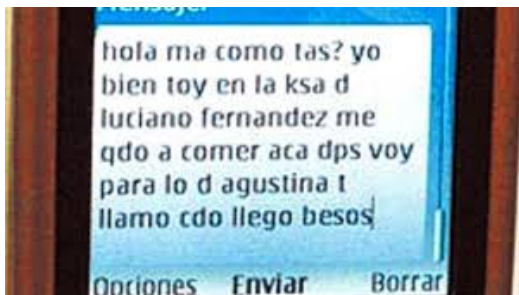 Mensaje:
hola ma como tas? yo
bien toy en la ksa d
luciano fernandez me
qdo a comer aca dps voy
para lo d agustina t
llamo cdo llego besos
Opciones Enviar Borrar